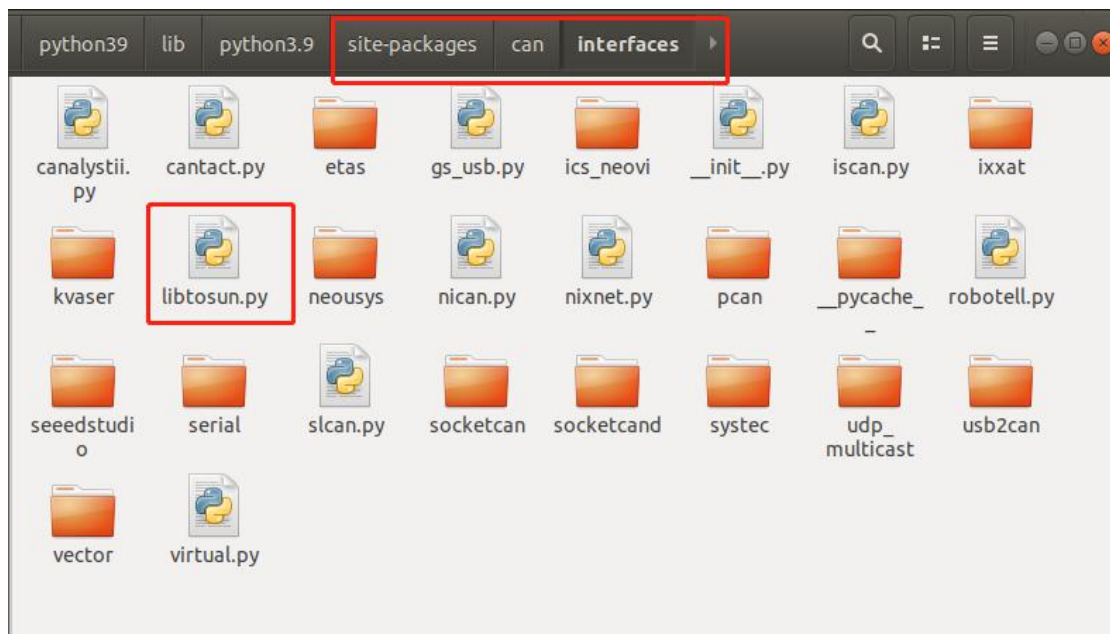 python39 lib python3.9 site-packages can interfaces
canalystii.
py
cantact.py
etas
gs_usb.py
ics_neovi
__init__.py
iscan.py
ixxat
kvaser
libtosun.py
neousys
nican.py
nixnet.py
pcan
__pycache_
_
robotell.py
seeedstudi
o
serial
slcan.py
socketcan
socketcand
systec
udp_
multicast
usb2can
vector
virtual.py